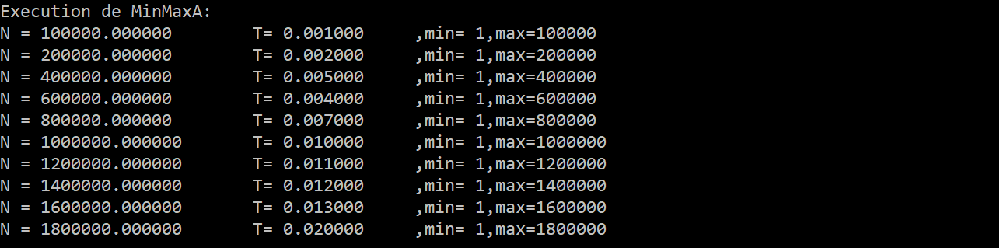 Execution de MinMaxA:
N = 100000.000000 T= 0.001000 ,min= 1,max=100000
N = 200000.000000 T= 0.002000 ,min= 1,max=200000
N = 400000.000000 T= 0.005000 ,min= 1,max=400000
N = 600000.000000 T= 0.004000 ,min= 1,max=600000
N = 800000.000000 T= 0.007000 ,min= 1,max=800000
N = 1000000.000000 T= 0.010000 ,min= 1,max=1000000
N = 1200000.000000 T= 0.011000 ,min= 1,max=1200000
N = 1400000.000000 T= 0.012000 ,min= 1,max=1400000
N = 1600000.000000 T= 0.013000 ,min= 1,max=1600000
N = 1800000.000000 T= 0.020000 ,min= 1,max=1800000